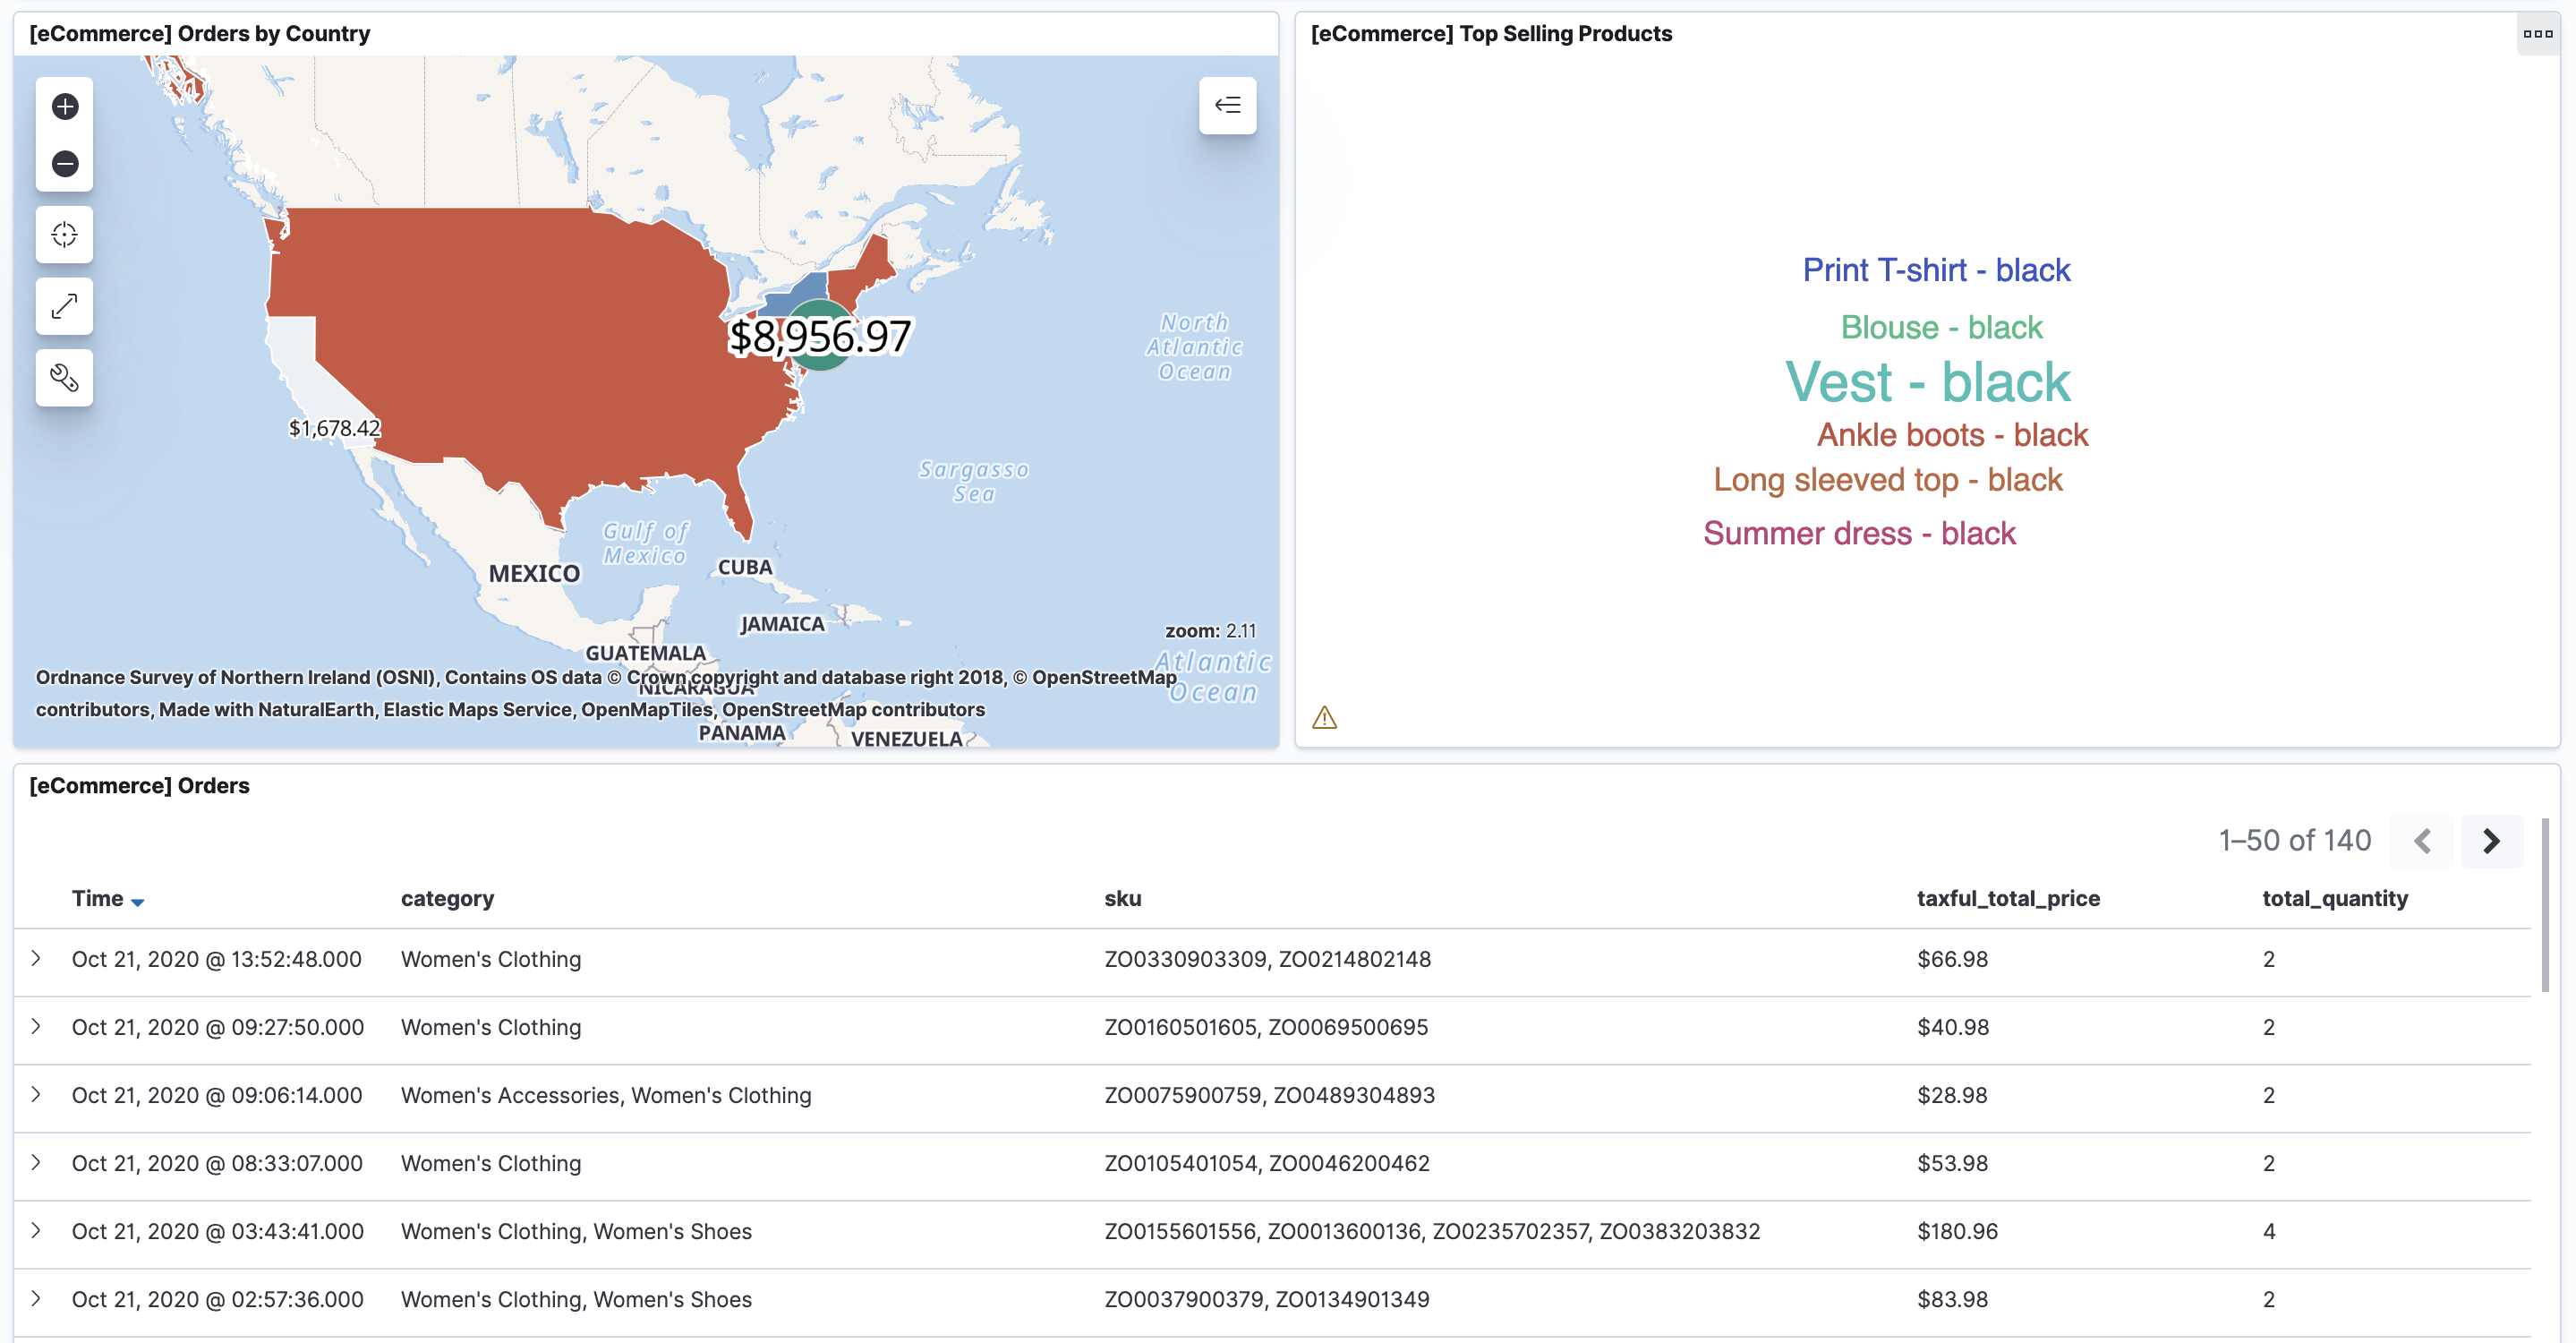 [eCommerce] Orders by Country
$8,956.97
$1,678.42
North
Atlantic
Ocean
Sargasso
Sea
Gulf of
Mexico
MEXICO
CUBA
JAMAICA
GUATEMALA
NICARAGUA
PANAMA
VENEZUELA
zoom: 2.11
Atlantic
Ocean
Ordnance Survey of Northern Ireland (OSNI), Contains OS data © Crown copyright and database right 2018, © OpenStreetMap
contributors, Made with NaturalEarth, Elastic Maps Service, OpenMapTiles, OpenStreetMap contributors
[eCommerce] Top Selling Products
Print T-shirt - black
Blouse - black
Vest - black
Ankle boots - black
Long sleeved top - black
Summer dress - black
[eCommerce] Orders
1–50 of 140
Time category sku taxful_total_price total_quantity
Oct 21, 2020 @ 13:52:48.000 Women's Clothing ZO0330903309, ZO0214802148 $66.98 2
Oct 21, 2020 @ 09:27:50.000 Women's Clothing ZO0160501605, ZO0069500695 $40.98 2
Oct 21, 2020 @ 09:06:14.000 Women's Accessories, Women's Clothing ZO0075900759, ZO0489304893 $28.98 2
Oct 21, 2020 @ 08:33:07.000 Women's Clothing ZO0105401054, ZO0046200462 $53.98 2
Oct 21, 2020 @ 03:43:41.000 Women's Clothing, Women's Shoes ZO0155601556, ZO0013600136, ZO0235702357, ZO0383203832 $180.96 4
Oct 21, 2020 @ 02:57:36.000 Women's Clothing, Women's Shoes ZO0037900379, ZO0134901349 $83.98 2